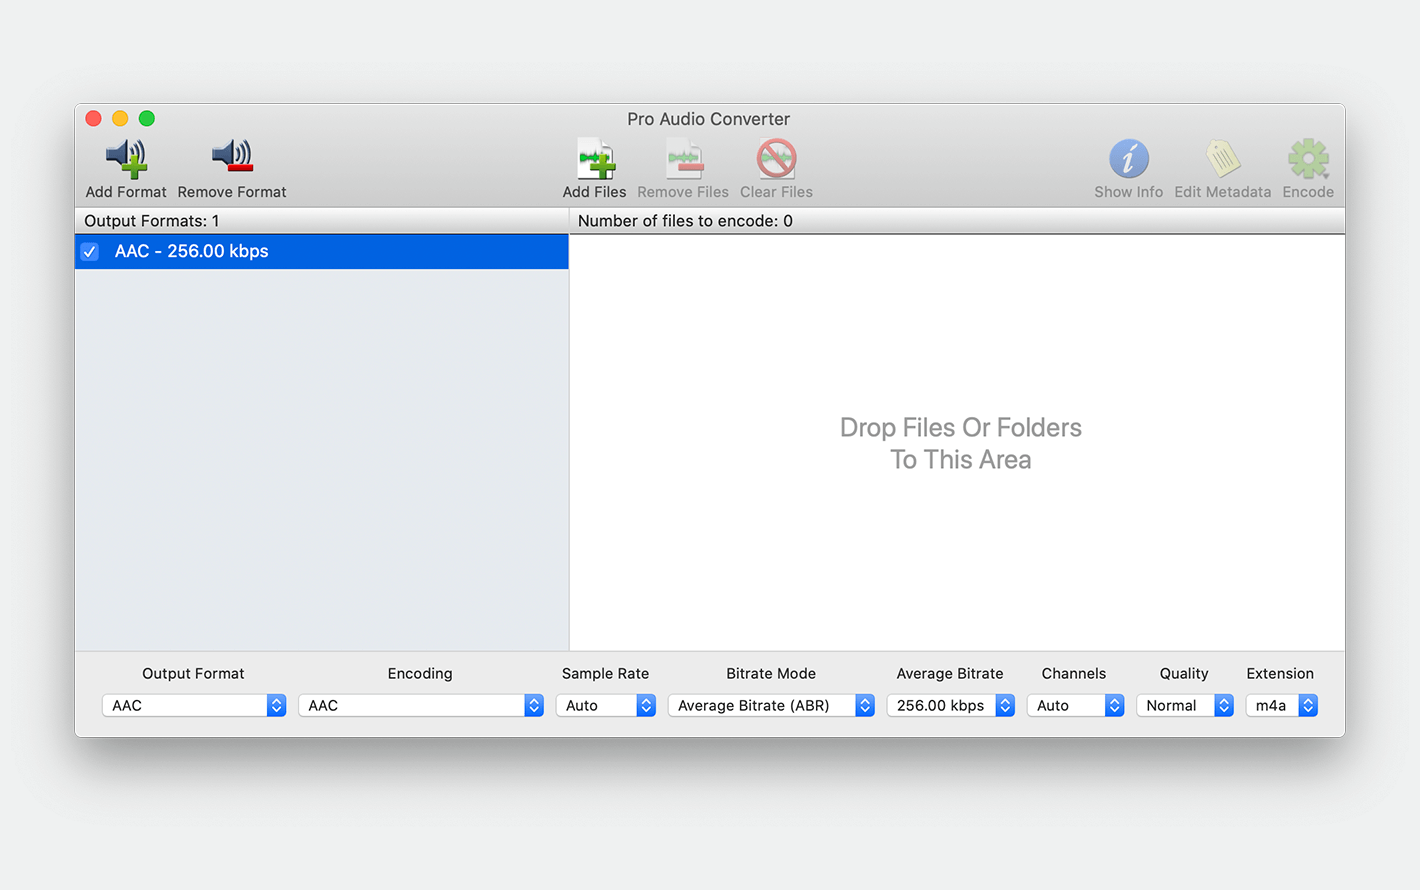 Pro Audio Converter
Add Format Remove Format Add Files Remove Files Clear Files Show Info Edit Metadata Encode
Output Formats: 1 Number of files to encode: 0
AAC - 256.00 kbps
Drop Files Or Folders
To This Area
Output Format Encoding Sample Rate Bitrate Mode Average Bitrate Channels Quality Extension
AAC AAC Auto Average Bitrate (ABR) 256.00 kbps Auto Normal m4a